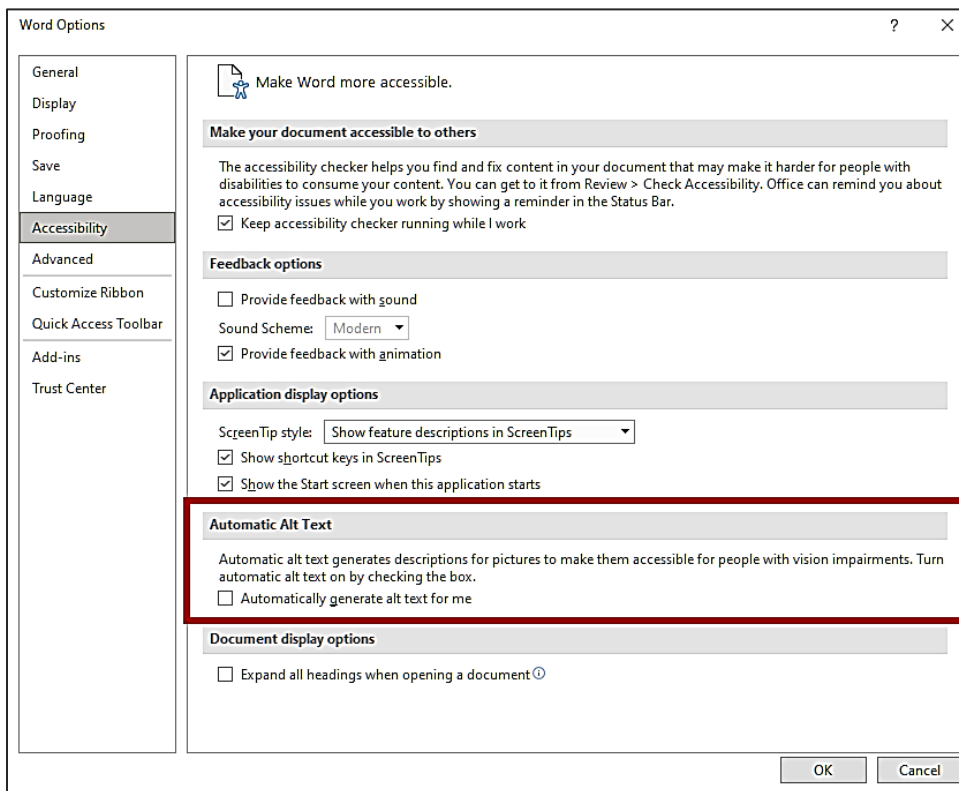 Word Options
?
General
Display
Proofing
Save
Language
Accessibility
Advanced
Customize Ribbon
Quick Access Toolbar
Add-ins
Trust Center
Make Word more accessible.
Make your document accessible to others
The accessibility checker helps you find and fix content in your document that may make it harder for people with
disabilities to consume your content. You can get to it from Review > Check Accessibility. Office can remind you about
accessibility issues while you work by showing a reminder in the Status Bar.
Keep accessibility checker running while I work
Feedback options
Provide feedback with sound
Sound Scheme: Modern
Provide feedback with animation
Application display options
ScreenTip style: Show feature descriptions in ScreenTips
Show shortcut keys in ScreenTips
Show the Start screen when this application starts
Automatic Alt Text
Automatic alt text generates descriptions for pictures to make them accessible for people with vision impairments. Turn
automatic alt text on by checking the box.
Automatically generate alt text for me
Document display options
Expand all headings when opening a document
OK
Cancel